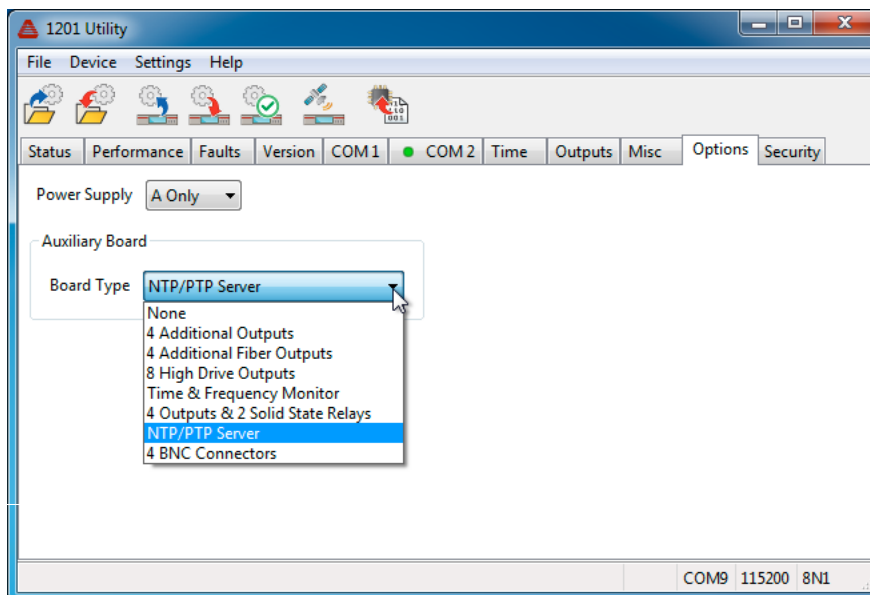 1201 Utility
File Device Settings Help
Status Performance Faults Version COM 1 COM 2 Time Outputs Misc Options Security
Power Supply A Only
Auxiliary Board
Board Type NTP/PTP Server
None
4 Additional Outputs
4 Additional Fiber Outputs
8 High Drive Outputs
Time & Frequency Monitor
4 Outputs & 2 Solid State Relays
NTP/PTP Server
4 BNC Connectors
COM9 115200 8N1